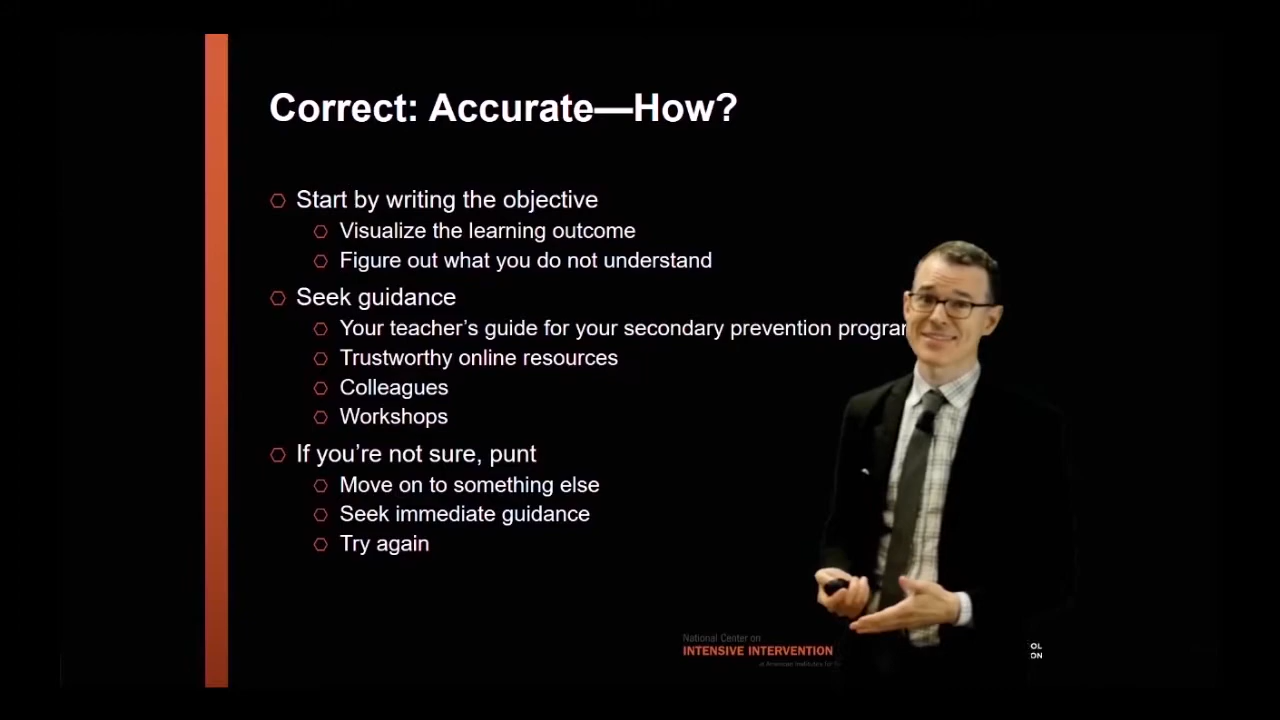 Correct: Accurate—How?
Start by writing the objective
Visualize the learning outcome
Figure out what you do not understand
Seek guidance
Your teacher's guide for your secondary prevention progra
Trustworthy online resources
Colleagues
Workshops
If you're not sure, punt
Move on to something else
Seek immediate guidance
Try again
National Center on
INTENSIVE INTERVENTION
at American Institutes for
OL
ON